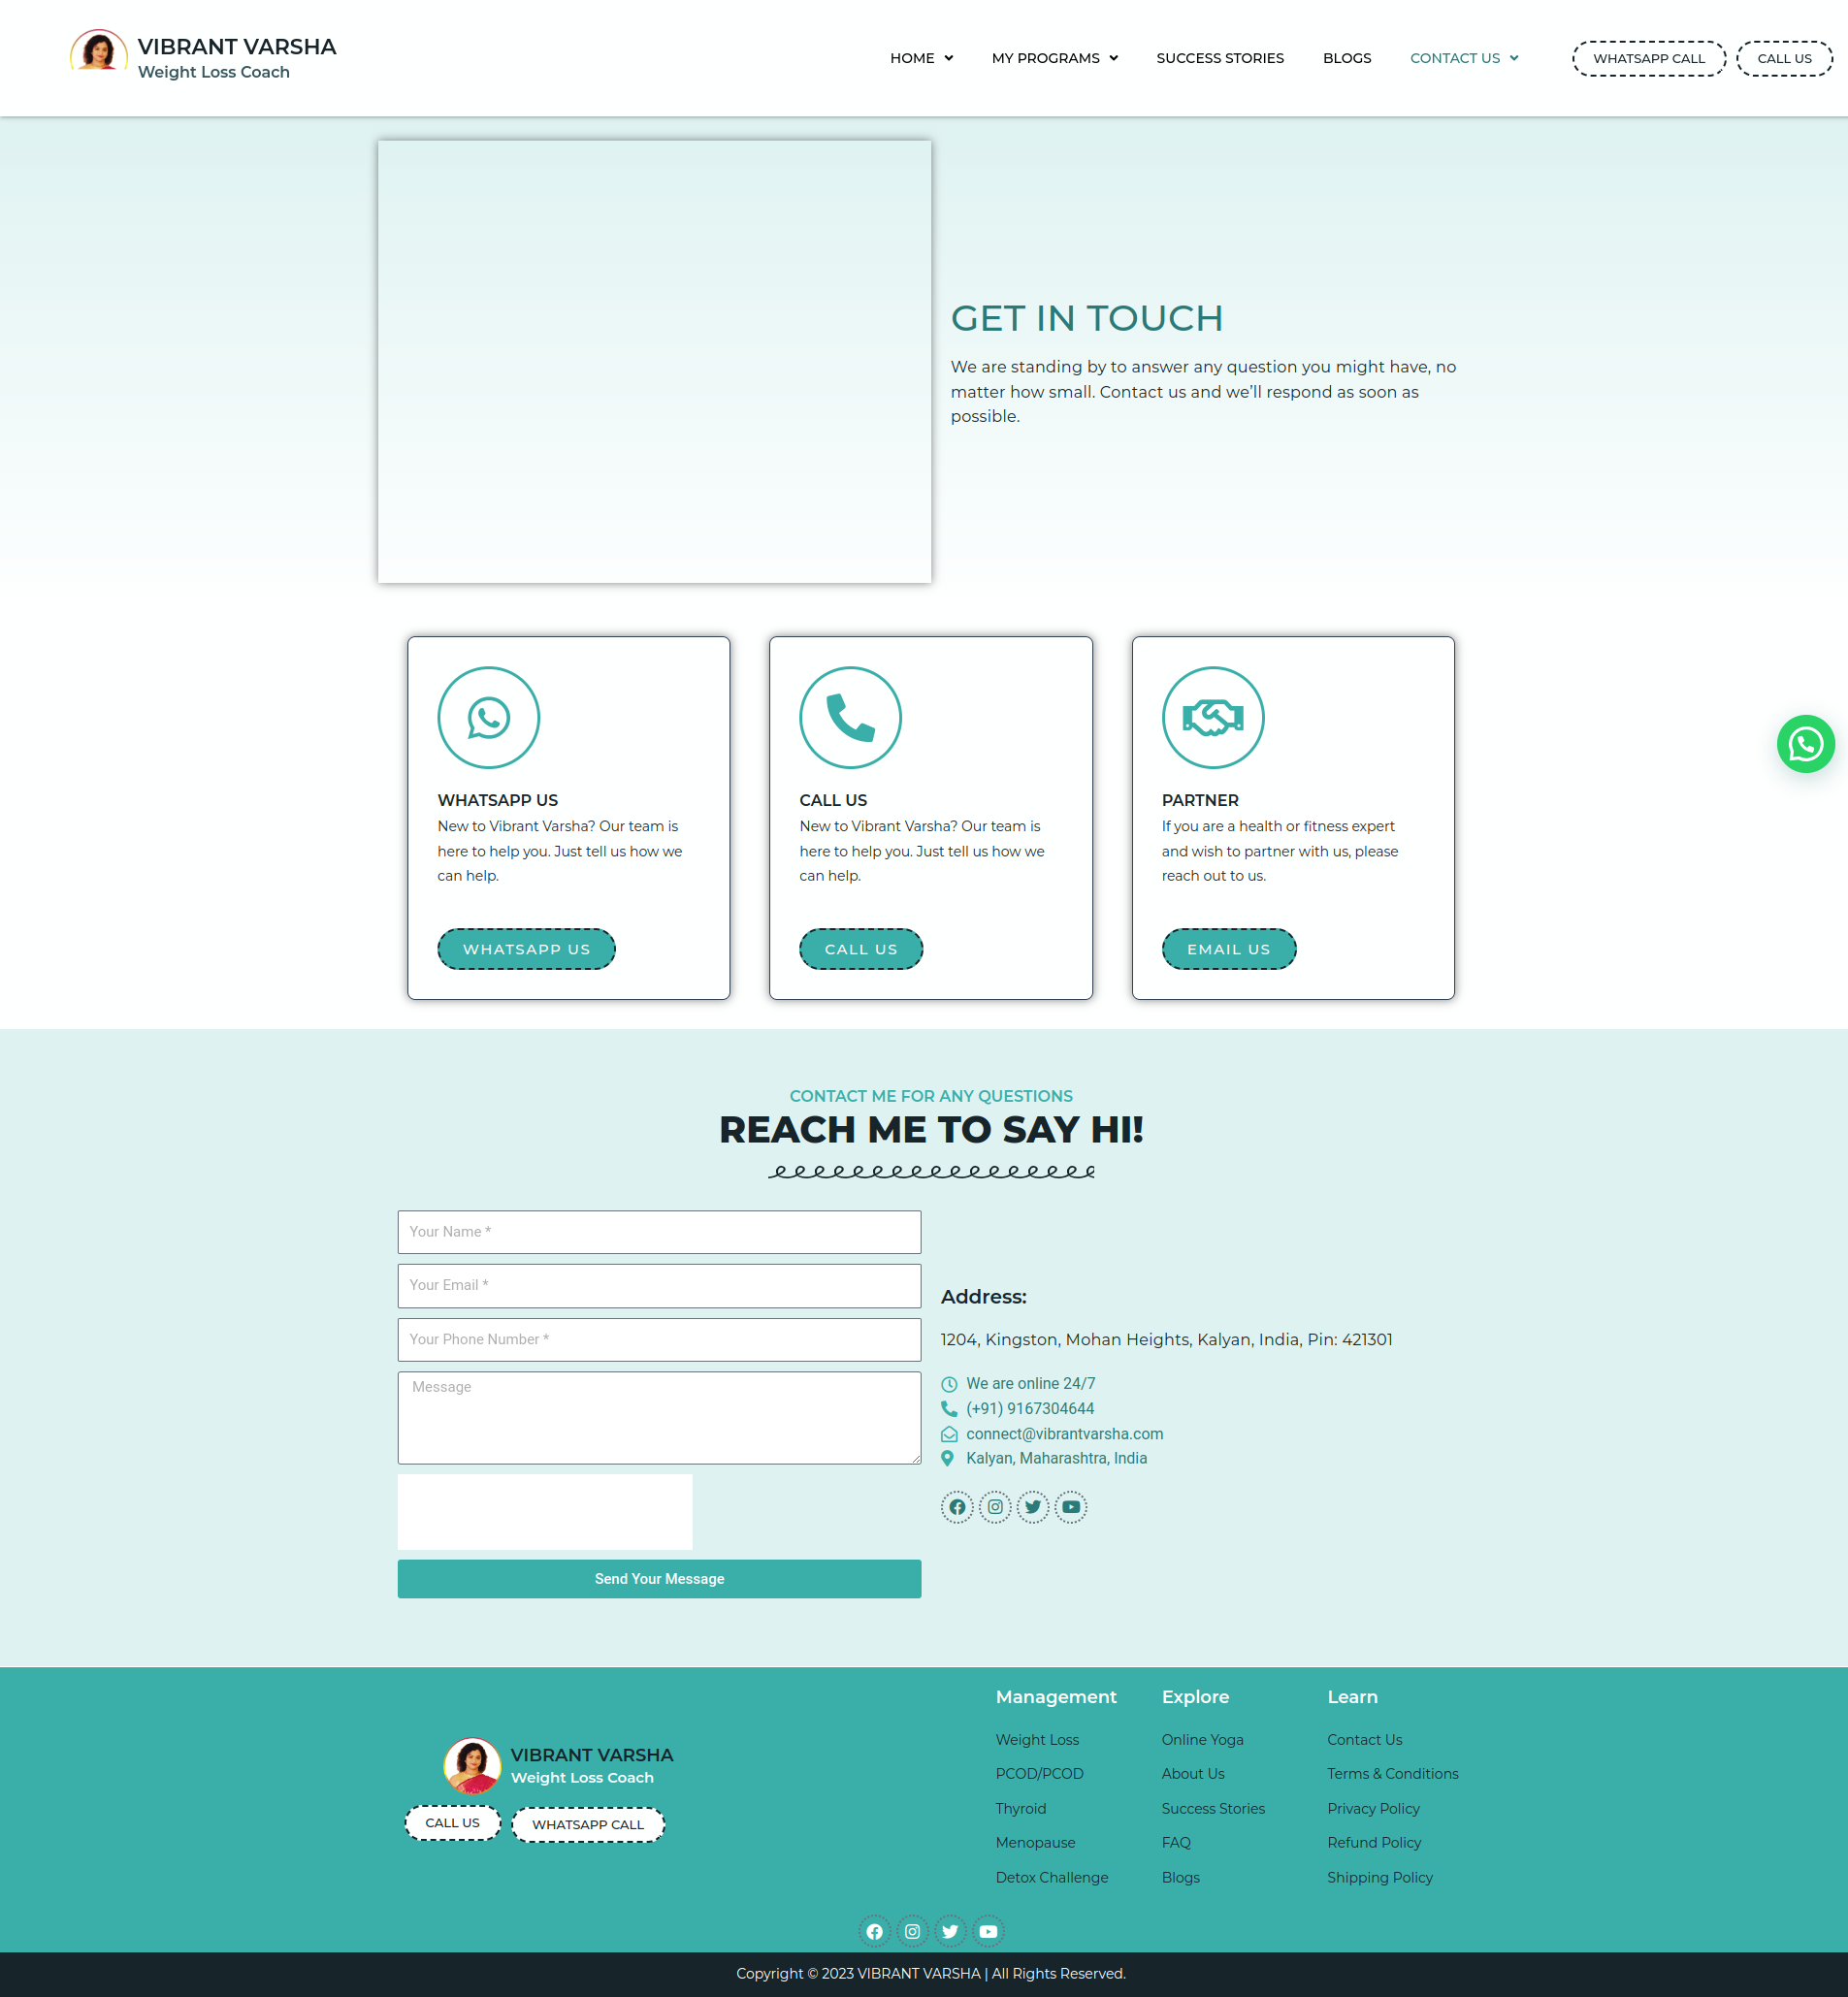 VIBRANT VARSHA
Weight Loss Coach
HOME
MY PROGRAMS
SUCCESS STORIES
BLOGS
CONTACT US
WHATSAPP CALL
CALL US
GET IN TOUCH
We are standing by to answer any question you might have, no
matter how small. Contact us and we’ll respond as soon as
possible.
WHATSAPP US
New to Vibrant Varsha? Our team is
here to help you. Just tell us how we
can help.
WHATSAPP US
CALL US
New to Vibrant Varsha? Our team is
here to help you. Just tell us how we
can help.
CALL US
PARTNER
If you are a health or fitness expert
and wish to partner with us, please
reach out to us.
EMAIL US
CONTACT ME FOR ANY QUESTIONS
REACH ME TO SAY HI!
Your Name *
Your Email *
Your Phone Number *
Message
Send Your Message
Address:
1204, Kingston, Mohan Heights, Kalyan, India, Pin: 421301
We are online 24/7
(+91) 9167304644
connect@vibrantvarsha.com
Kalyan, Maharashtra, India
VIBRANT VARSHA
Weight Loss Coach
CALL US
WHATSAPP CALL
Management
Weight Loss
PCOD/PCOD
Thyroid
Menopause
Detox Challenge
Explore
Online Yoga
About Us
Success Stories
FAQ
Blogs
Learn
Contact Us
Terms & Conditions
Privacy Policy
Refund Policy
Shipping Policy
Copyright © 2023 VIBRANT VARSHA | All Rights Reserved.